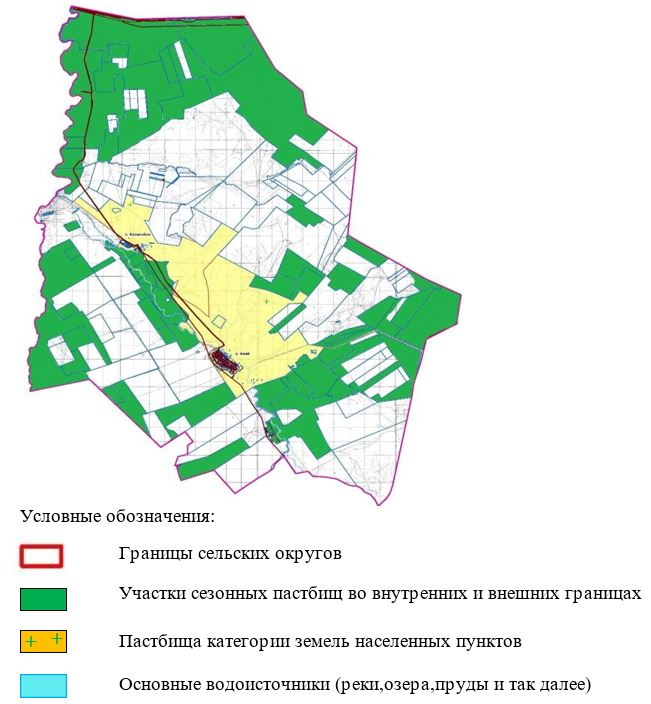 с. Акай
Условные обозначения:
Границы сельских округов
Участки сезонных пастбищ во внутренних и внешних границах
Пастбища категории земель населенных пунктов
Основные водоисточники (реки,озера,пруды и так далее)